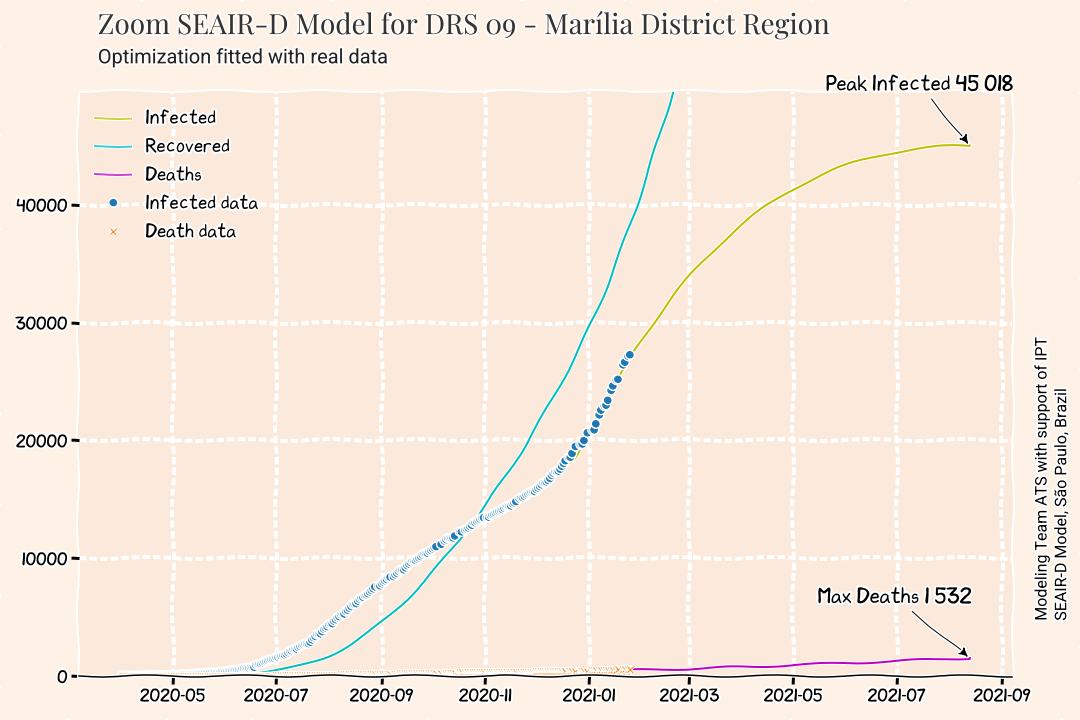 Zoom SEAIR-D Model for DRS 09 - Marília District Region
Optimization fitted with real data
Peak Infected 45 018
Infected
Recovered
Deaths
Infected data
Death data
40000
30000
20000
10000
0
Max Deaths 1 532
2020-05
2020-07
2020-09
2020-11
2021-01
2021-03
2021-05
2021-07
2021-09
Modeling Team ATS with support of IPT
SEAIR-D Model, São Paulo, Brazil